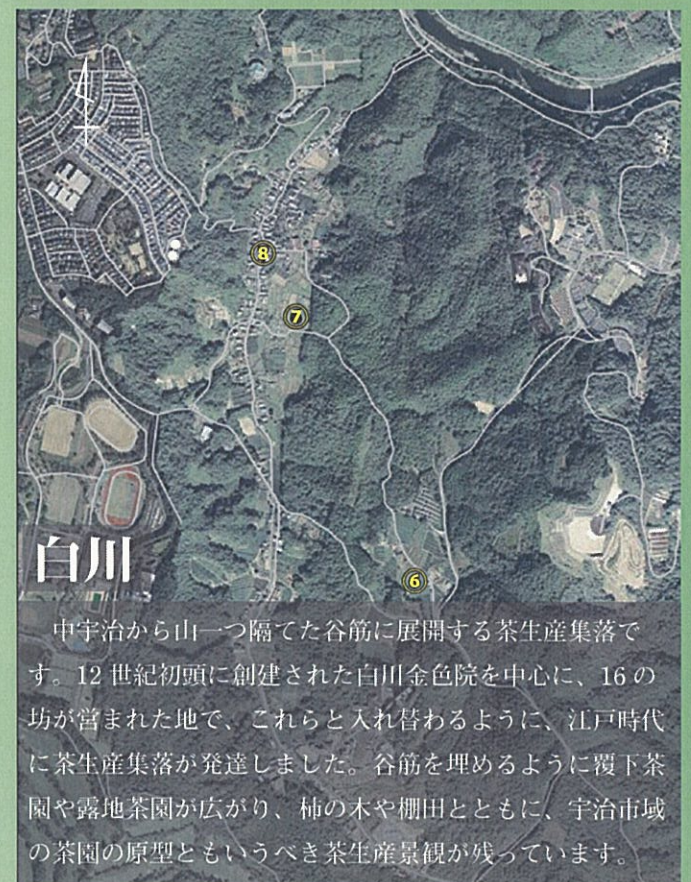 8
7
6
白川
中宇治から山一つ隔てた谷筋に展開する茶生産集落で
す。12世紀初頭に創建された白川金色院を中心に、16の
坊が営まれた地で、これらと入れ替わるように、江戸時代
に茶生産集落が発達しました。谷筋を埋めるように覆下茶
園や露地茶園が広がり、柿の木や棚田とともに、宇治市域
の茶園の原型ともいうべき茶生産景観が残っています。